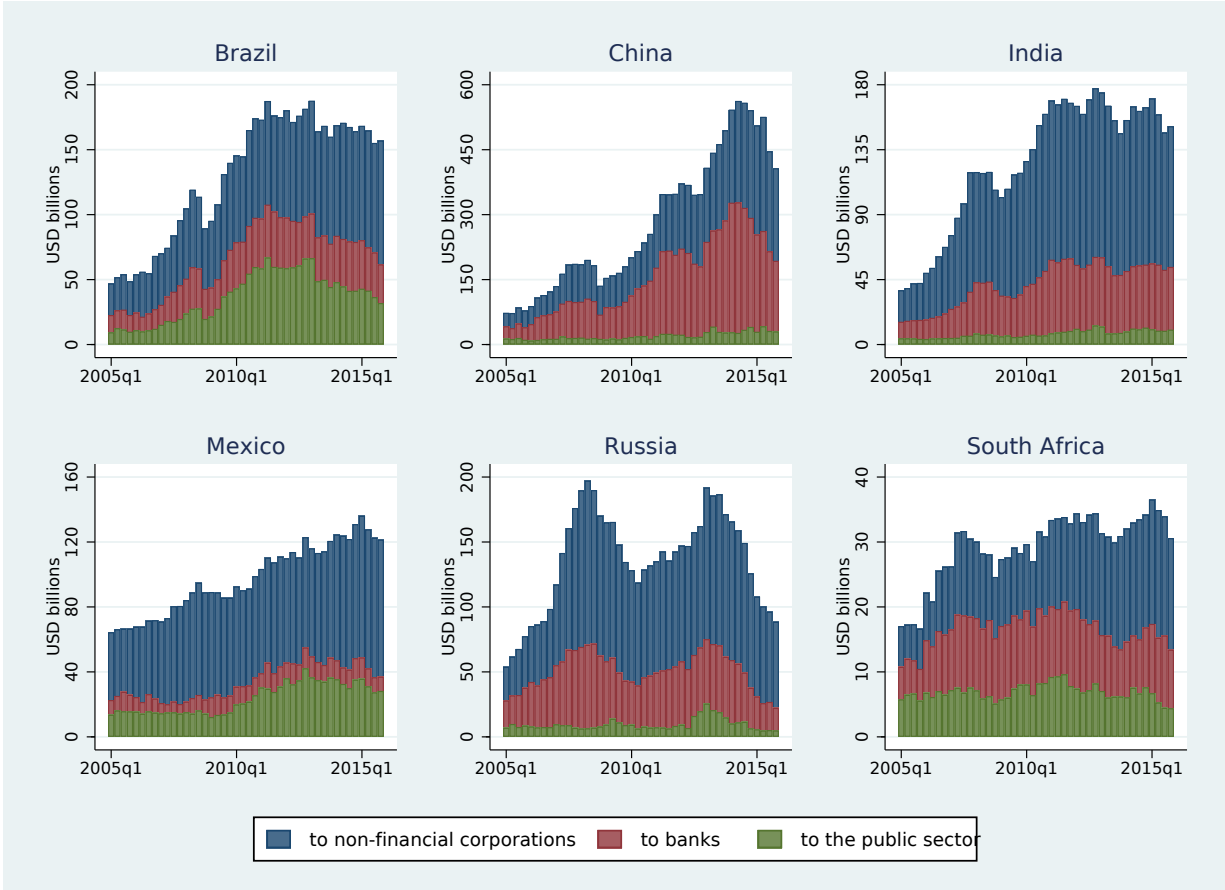 Brazil
USD billions
200
150
100
50
0
2005q1 2010q1 2015q1
China
USD billions
600
450
300
150
0
2005q1 2010q1 2015q1
India
USD billions
180
135
90
45
0
2005q1 2010q1 2015q1
Mexico
USD billions
160
120
80
40
0
2005q1 2010q1 2015q1
Russia
USD billions
200
150
100
50
0
2005q1 2010q1 2015q1
South Africa
USD billions
40
30
20
10
0
2005q1 2010q1 2015q1
to non-financial corporations to banks to the public sector